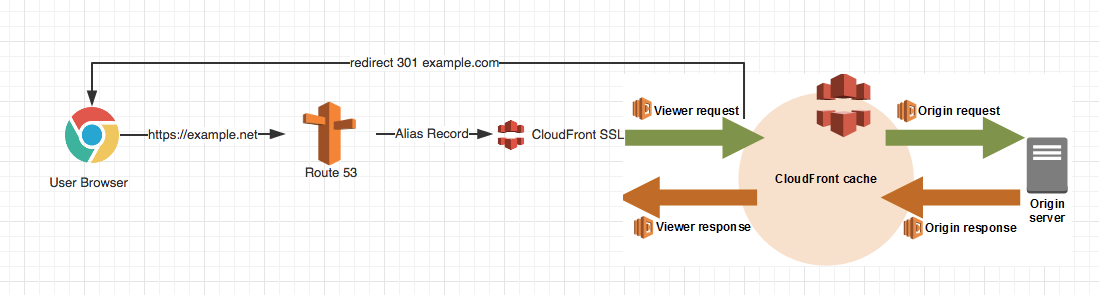 redirect 301 example.com
https://example.net
User Browser
Route 53
Alias Record
CloudFront SSL
Viewer request
Origin request
CloudFront cache
Origin
server
Viewer response
Origin response